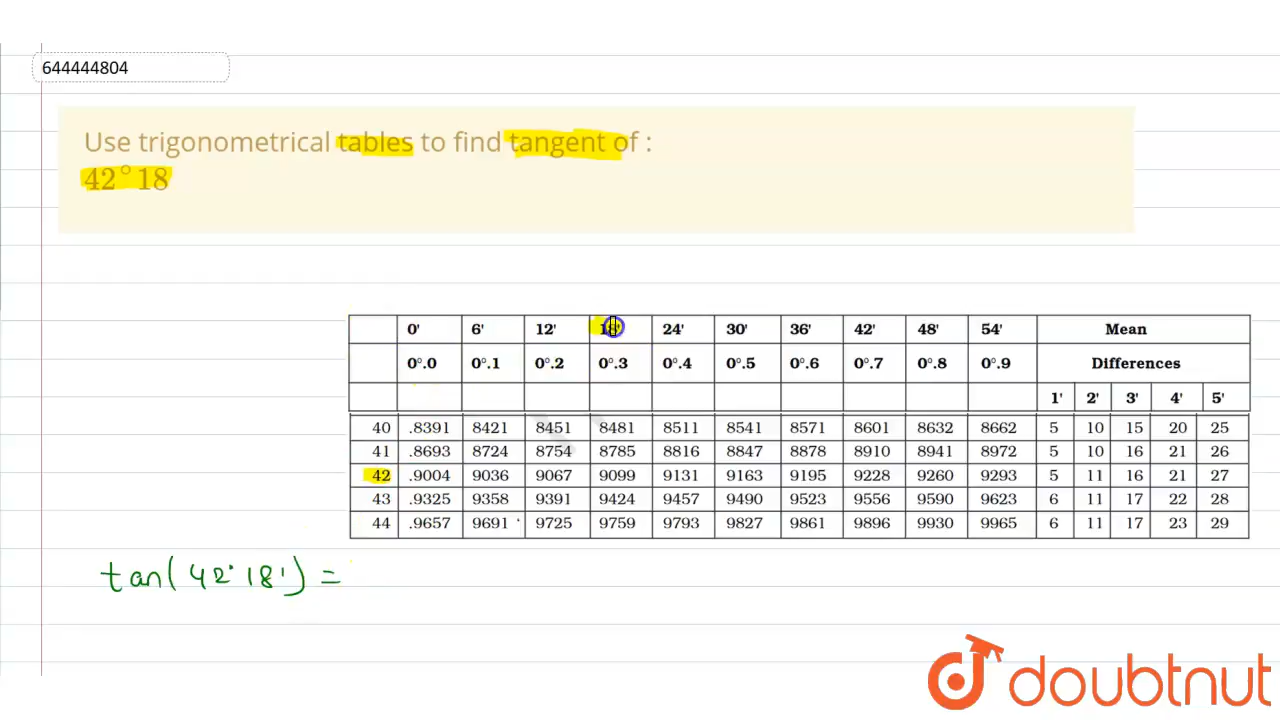 644444804
Use trigonometrical tables to find tangent of :
42° 18
0' 6' 12' 18' 24' 30' 36' 42' 48' 54' Mean
0°.0 0°.1 0°.2 0°.3 0°.4 0°.5 0°.6 0°.7 0°.8 0°.9 Differences
1' 2' 3' 4' 5'
40 .8391 8421 8451 8481 8511 8541 8571 8601 8632 8662 5 10 15 20 25
41 .8693 8724 8754 8785 8816 8847 8878 8910 8941 8972 5 10 16 21 26
42 .9004 9036 9067 9099 9131 9163 9195 9228 9260 9293 5 11 16 21 27
43 .9325 9358 9391 9424 9457 9490 9523 9556 9590 9623 6 11 17 22 28
44 .9657 9691 9725 9759 9793 9827 9861 9896 9930 9965 6 11 17 23 29
tan(42°18') =
doubtnut